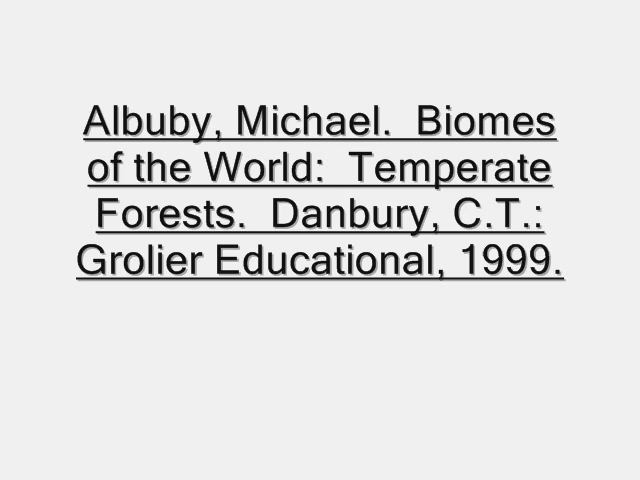 Albuby, Michael.  Biomes
of the World:  Temperate
Forests.  Danbury, C.T.:
Grolier Educational, 1999.